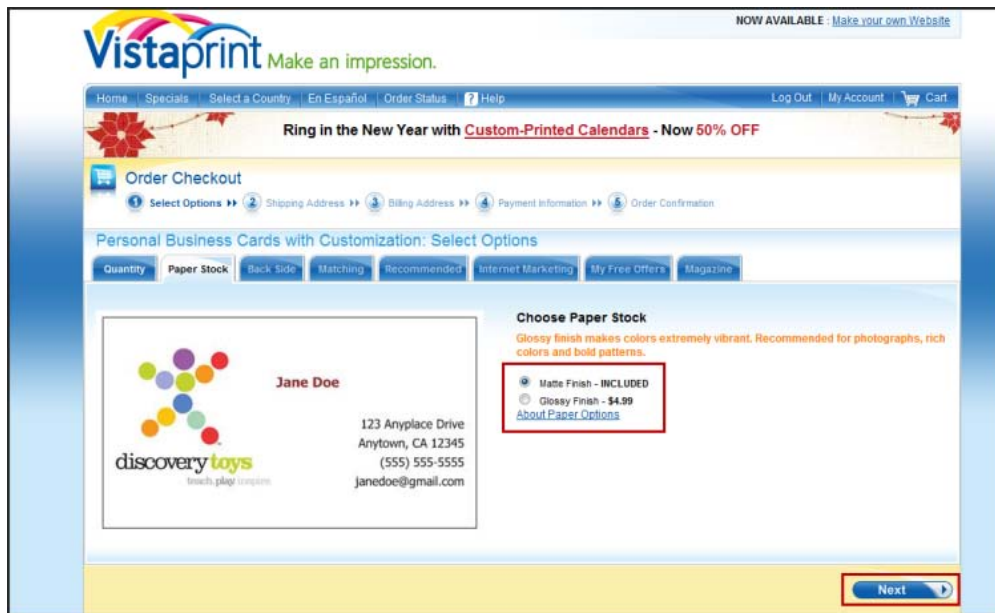 NOW AVAILABLE : Make your own Website
Vistaprint Make an impression.
Home Specials Select a Country En Español Order Status ? Help Log Out My Account Cart
Ring in the New Year with Custom-Printed Calendars - Now 50% OFF
Order Checkout
1 Select Options 2 Shipping Address 3 Billing Address 4 Payment Information 5 Order Confirmation
Personal Business Cards with Customization: Select Options
Quantity Paper Stock Back Side Matching Recommended Internet Marketing My Free Offers Magazine
Choose Paper Stock
Glossy finish makes colors extremely vibrant. Recommended for photographs, rich
colors and bold patterns.
Matte Finish - INCLUDED
Glossy Finish - $4.99
About Paper Options
Jane Doe
123 Anyplace Drive
Anytown, CA 12345
(555) 555-5555
janedoe@gmail.com
discovery toys
teach. play. inspire
Next